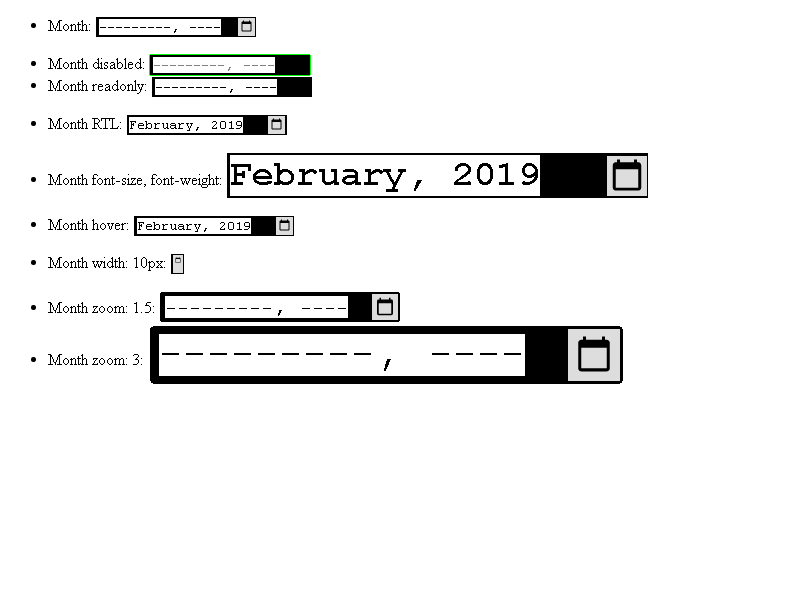 Month: ---------, ----
Month disabled: ---------, ----
Month readonly: ---------, ----
Month RTL: February, 2019
Month font-size, font-weight: February, 2019
Month hover: February, 2019
Month width: 10px:
Month zoom: 1.5: ---------, ----
Month zoom: 3: ---------, ----